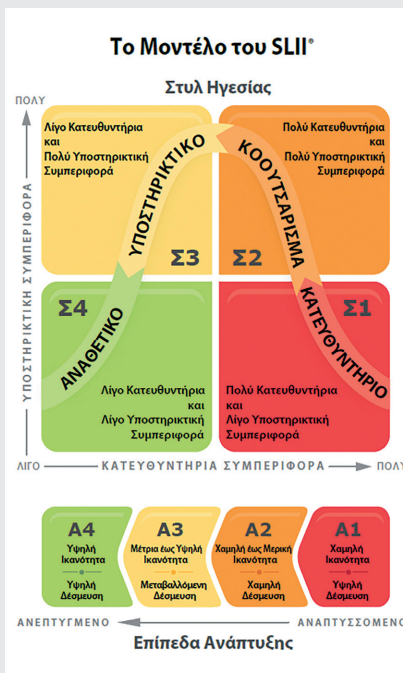 Το Μοντέλο του SLII®
Στυλ Ηγεσίας
ΠΟΛΥ
ΥΠΟΣΤΗΡΙΚΤΙΚΗ ΣΥΜΠΕΡΙΦΟΡΑ
Λίγο Κατευθυντήρια
και
Πολύ Υποστηρικτική
Συμπεριφορά
ΥΠΟΣΤΗΡΙΚΤΙΚΟ
Σ3
Πολύ Κατευθυντήρια
και
Πολύ Υποστηρικτική
Συμπεριφορά
ΚΟΟΥΤΣΑΡΙΣΜΑ
Σ2
Σ4
ΑΝΑΘΕΤΙΚΟ
Λίγο Κατευθυντήρια
και
Λίγο Υποστηρικτική
Συμπεριφορά
Σ1
ΚΑΤΕΥΘΥΝΤΗΡΙΟ
Πολύ Κατευθυντήρια
και
Λίγο Υποστηρικτική
Συμπεριφορά
ΛΙΓΟ
ΚΑΤΕΥΘΥΝΤΗΡΙΑ ΣΥΜΠΕΡΙΦΟΡΑ
ΠΟΛΥ
Α4
Υψηλή
Ικανότητα
Υψηλή
Δέσμευση
Α3
Μέτρια έως Υψηλή
Ικανότητα
Μεταβαλλόμενη
Δέσμευση
Α2
Χαμηλή έως Μερική
Ικανότητα
Χαμηλή
Δέσμευση
Α1
Χαμηλή
Ικανότητα
Υψηλή
Δέσμευση
ΑΝΕΠΤΥΓΜΕΝΟ
ΑΝΑΠΤΥΣΣΟΜΕΝΟ
Επίπεδα Ανάπτυξης